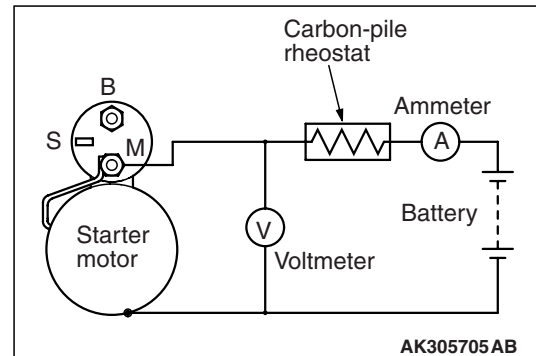 Carbon-pile
rheostat
B
Ammeter
S
M
A
Battery
Starter
motor
V
Voltmeter
AK305705AB